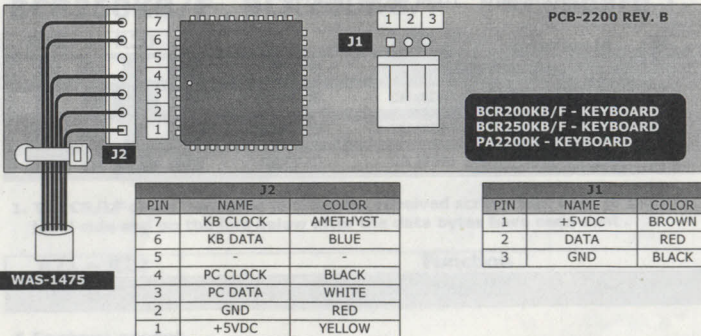 7
6
5
4
3
2
1
J2
1 2 3
J1
PCB-2200 REV. B
BCR200KB/F - KEYBOARD
BCR250KB/F - KEYBOARD
PA2200K - KEYBOARD
WAS-1475
J2
PIN NAME COLOR
7 KB CLOCK AMETHYST
6 KB DATA BLUE
5 - -
4 PC CLOCK BLACK
3 PC DATA WHITE
2 GND RED
1 +5VDC YELLOW
J1
PIN NAME COLOR
1 +5VDC BROWN
2 DATA RED
3 GND BLACK